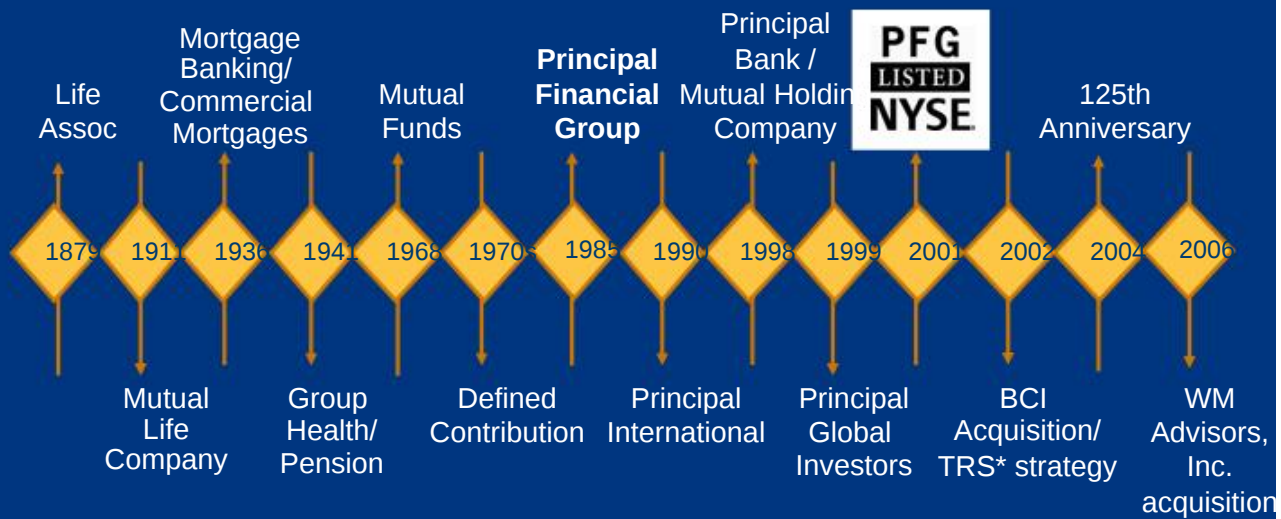 Life
Assoc
Mortgage
Banking/
Commercial
Mortgages
Mutual
Funds
Principal
Financial
Group
Principal
Bank /
Mutual Holdin
Company
PFG
LISTED
NYSE
125th
Anniversary
1879 1911 1936 1941 1968 1970s 1985 1990 1998 1999 2001 2002 2004 2006
Mutual
Life
Company
Group
Health/
Pension
Defined
Contribution
Principal
International
Principal
Global
Investors
BCI
Acquisition/
TRS* strategy
WM
Advisors,
Inc.
acquisition